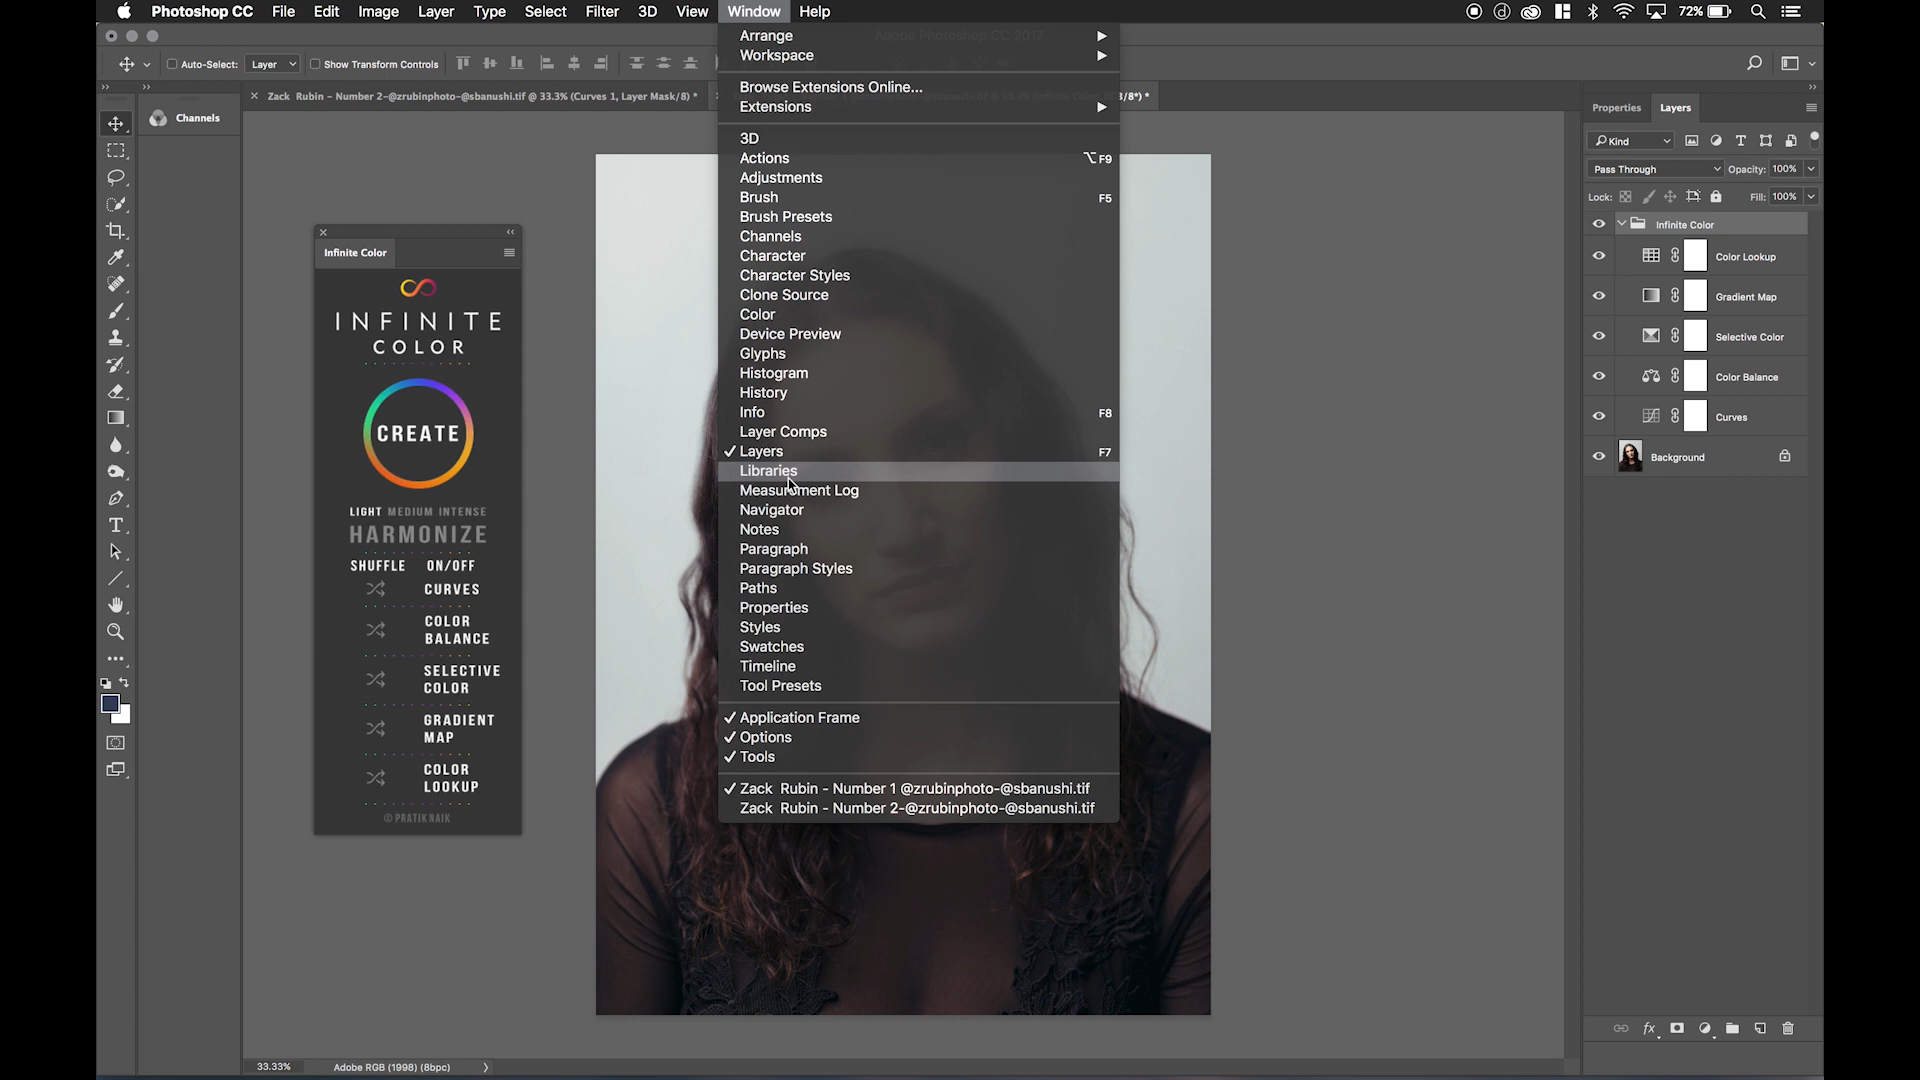 Photoshop CC File Edit Image Layer Type Select Filter 3D View Window Help 72%
Auto-Select: Layer Show Transform Controls
Zack Rubin - Number 2-@zrubinphoto-@sbanushi.tif @ 33.3% (Curves 1, Layer Mask/8) *
Channels
Infinite Color
INFINITE
COLOR
CREATE
LIGHT MEDIUM INTENSE
HARMONIZE
SHUFFLE ON/OFF
CURVES
COLOR
BALANCE
SELECTIVE
COLOR
GRADIENT
MAP
COLOR
LOOKUP
© PRATIK NAIK
Adobe Photoshop CC 2017
Arrange
Workspace
Browse Extensions Online...
Extensions
3D
Actions ⌥F9
Adjustments
Brush F5
Brush Presets
Channels
Character
Character Styles
Clone Source
Color
Device Preview
Glyphs
Histogram
History
Info F8
Layer Comps
✓ Layers F7
Libraries
Measurement Log
Navigator
Notes
Paragraph
Paragraph Styles
Paths
Properties
Styles
Swatches
Timeline
Tool Presets
✓ Application Frame
✓ Options
✓ Tools
✓ Zack Rubin - Number 1 @zrubinphoto-@sbanushi.tif
Zack Rubin - Number 2-@zrubinphoto-@sbanushi.tif
Properties Layers
Kind
Pass Through Opacity: 100%
Lock: Fill: 100%
Infinite Color
Color Lookup
Gradient Map
Selective Color
Color Balance
Curves
Background
33.33% Adobe RGB (1998) (8bpc)